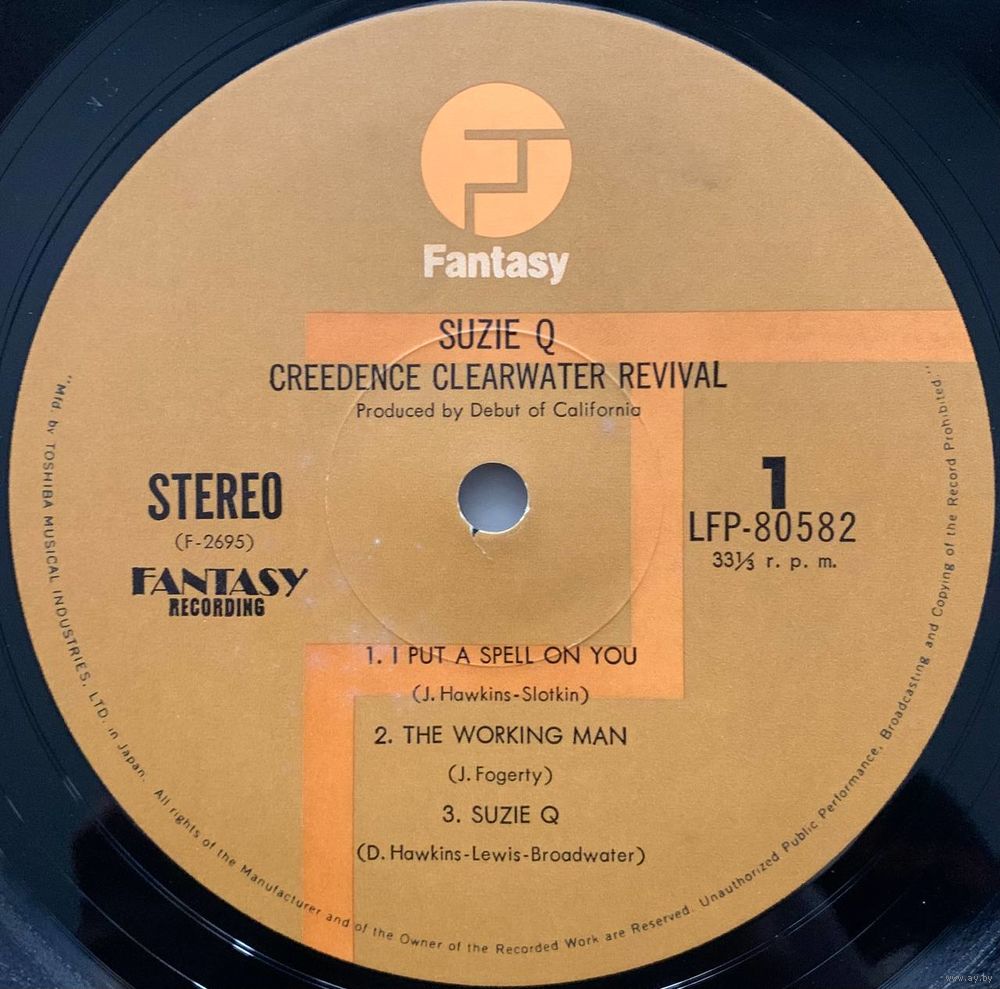 Fantasy
SUZIE Q
CREEDENCE CLEARWATER REVIVAL
Produced by Debut of California
STEREO
(F-2695)
FANTASY
RECORDING
1
LFP-80582
33⅓ r. p. m.
1. I PUT A SPELL ON YOU
(J. Hawkins-Slotkin)
2. THE WORKING MAN
(J. Fogerty)
3. SUZIE Q
(D. Hawkins-Lewis-Broadwater)
"Mfd. by TOSHIBA MUSICAL INDUSTRIES, LTD. in Japan. All rights of the Manufacturer and of the Owner of the Recorded Work are Reserved. Unauthorized Public Performance, Broadcasting and Copying of the Record Prohibited."
www.ay.by